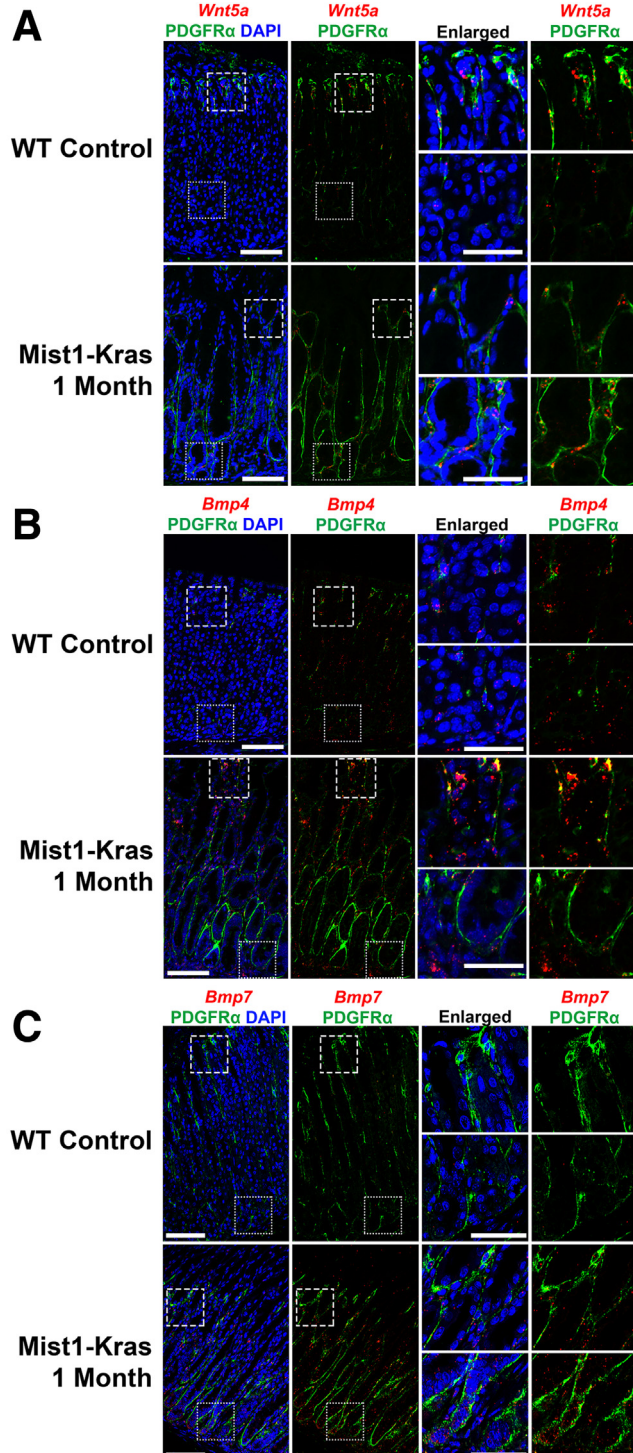 A
Wnt5a
PDGFRα DAPI
Wnt5a
PDGFRα
Enlarged
Wnt5a
PDGFRα
WT Control
Mist1-Kras
1 Month
B
Bmp4
PDGFRα DAPI
Bmp4
PDGFRα
Enlarged
Bmp4
PDGFRα
WT Control
Mist1-Kras
1 Month
C
Bmp7
PDGFRα DAPI
Bmp7
PDGFRα
Enlarged
Bmp7
PDGFRα
WT Control
Mist1-Kras
1 Month